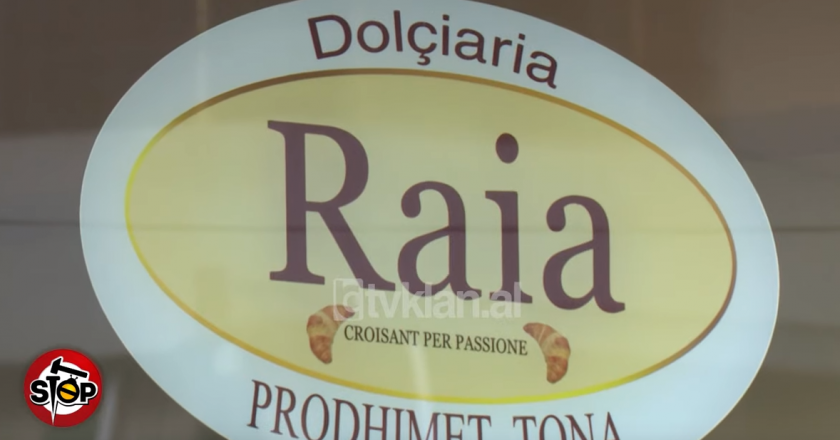 Dolçiaria
Raia
tvklan.al
CROISANT PER PASSIONE
STOP
PRODHIMET TONA